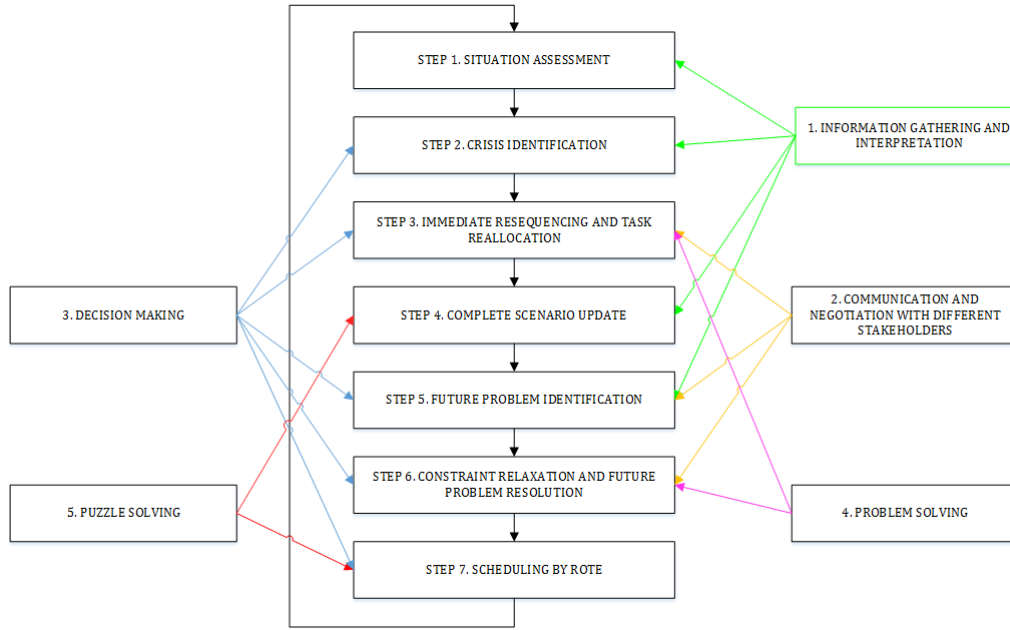 STEP 1. SITUATION ASSESSMENT
1. INFORMATION GATHERING AND
INTERPRETATION
STEP 2. CRISIS IDENTIFICATION
STEP 3. IMMEDIATE RESEQUENCING AND TASK
REALLOCATION
3. DECISION MAKING
STEP 4. COMPLETE SCENARIO UPDATE
2. COMMUNICATION AND
NEGOTIATION WITH DIFFERENT
STAKEHOLDERS
STEP 5. FUTURE PROBLEM IDENTIFICATION
STEP 6. CONSTRAINT RELAXATION AND FUTURE
PROBLEM RESOLUTION
5. PUZZLE SOLVING
4. PROBLEM SOLVING
STEP 7. SCHEDULING BY ROTE